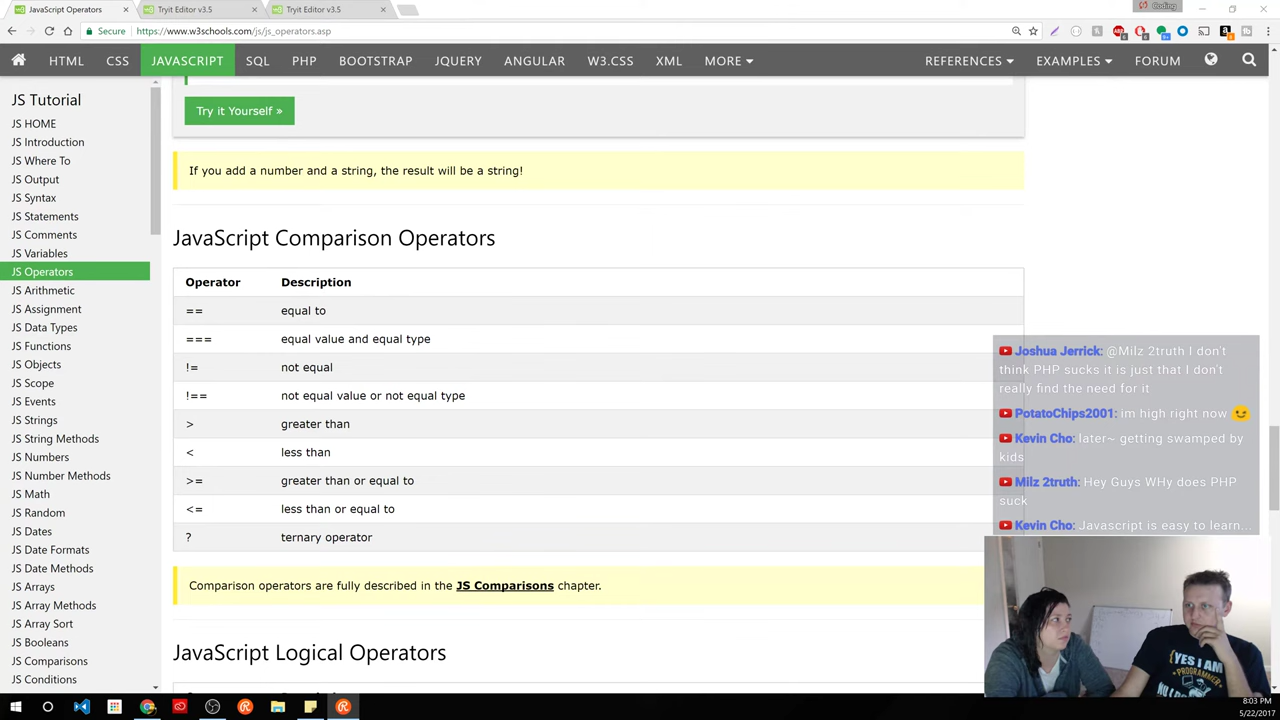 JavaScript Operators
Tryit Editor v3.5
Tryit Editor v3.5
Coding
Secure
https://www.w3schools.com/js/js_operators.asp
HTML CSS JAVASCRIPT SQL PHP BOOTSTRAP JQUERY ANGULAR W3.CSS XML MORE REFERENCES EXAMPLES FORUM
JS Tutorial
JS HOME
JS Introduction
JS Where To
JS Output
JS Syntax
JS Statements
JS Comments
JS Variables
JS Operators
JS Arithmetic
JS Assignment
JS Data Types
JS Functions
JS Objects
JS Scope
JS Events
JS Strings
JS String Methods
JS Numbers
JS Number Methods
JS Math
JS Random
JS Dates
JS Date Formats
JS Date Methods
JS Arrays
JS Array Methods
JS Array Sort
JS Booleans
JS Comparisons
JS Conditions
Try it Yourself »
If you add a number and a string, the result will be a string!
JavaScript Comparison Operators
Operator Description
== equal to
=== equal value and equal type
!= not equal
!== not equal value or not equal type
> greater than
< less than
>= greater than or equal to
<= less than or equal to
? ternary operator
Comparison operators are fully described in the JS Comparisons chapter.
JavaScript Logical Operators
Joshua Jerrick: @Milz 2truth I don't
think PHP sucks it is just that I don't
really find the need for it
PotatoChips2001: im high right now
Kevin Cho: later~ getting swamped by
kids
Milz 2truth: Hey Guys WHy does PHP
suck
Kevin Cho: Javascript is easy to learn...
{YES I AM
PROGRAMMER
8:03 PM
5/22/2017